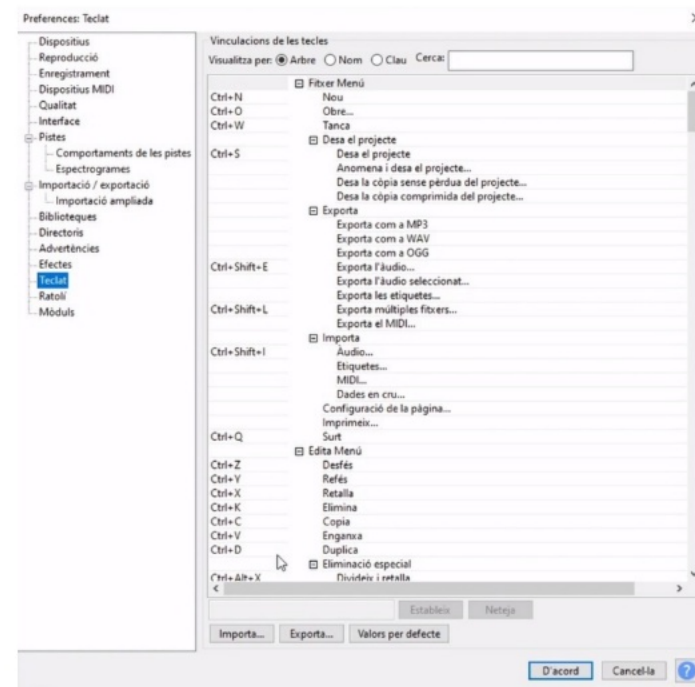 Preferences: Teclat
Dispositius
Reproducció
Enregistrament
Dispositius MIDI
Qualitat
Interface
Pistes
Comportaments de les pistes
Espectrogrames
Importació / exportació
Importació ampliada
Biblioteques
Directoris
Advertències
Efectes
Teclat
Ratolí
Mòduls
Vinculacions de les tecles
Visualitza per: Arbre Nom Clau Cerca:
Fitxer Menú
Ctrl+N Nou
Ctrl+O Obre...
Ctrl+W Tanca
Desa el projecte
Ctrl+S Desa el projecte
Anomena i desa el projecte...
Desa la còpia sense pèrdua del projecte...
Desa la còpia comprimida del projecte...
Exporta
Exporta com a MP3
Exporta com a WAV
Exporta com a OGG
Ctrl+Shift+E Exporta l'àudio...
Exporta l'àudio seleccionat...
Exporta les etiquetes...
Ctrl+Shift+L Exporta múltiples fitxers...
Exporta el MIDI...
Importa
Ctrl+Shift+I Àudio...
Etiquetes...
MIDI...
Dades en cru...
Configuració de la pàgina...
Imprimeix...
Ctrl+Q Surt
Edita Menú
Ctrl+Z Desfés
Ctrl+Y Refés
Ctrl+X Retalla
Ctrl+K Elimina
Ctrl+C Copia
Ctrl+V Enganxa
Ctrl+D Duplica
Eliminació especial
Ctrl+Alt+X Divideix i retalla
Estableix Neteja
Importa... Exporta... Valors per defecte
D'acord Cancel·la ?